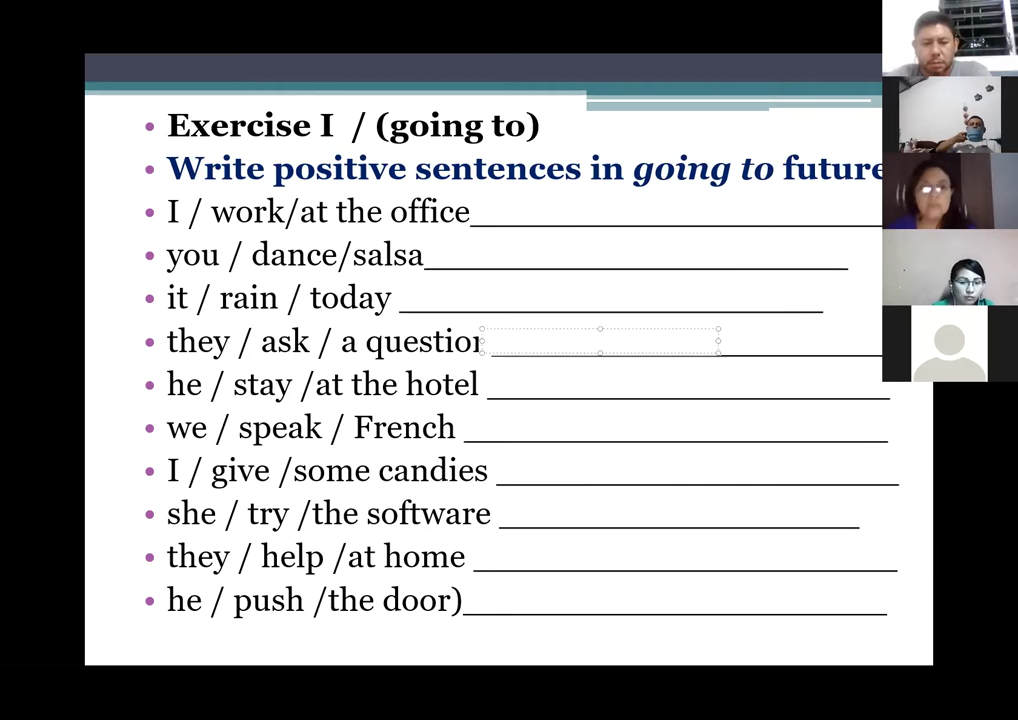 Exercise I / (going to)
Write positive sentences in going to future
I / work/at the office
you / dance/salsa
it / rain / today
they / ask / a question
he / stay /at the hotel
we / speak / French
I / give /some candies
she / try /the software
they / help /at home
he / push /the door)